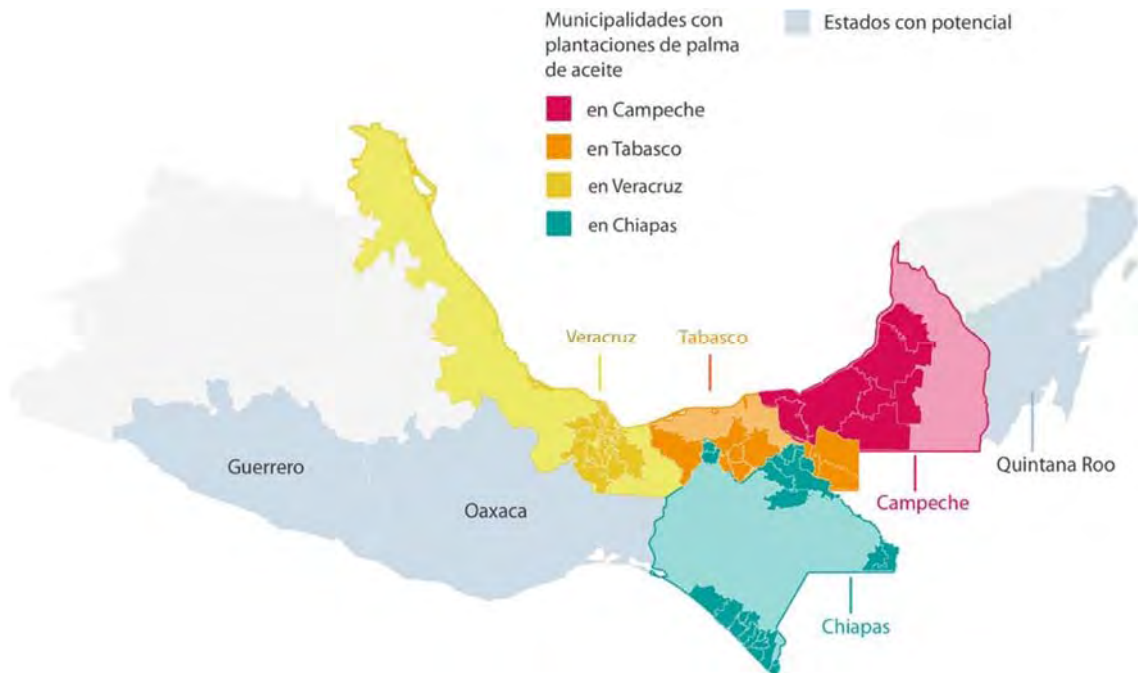 Municipalidades con
plantaciones de palma
de aceite
Estados con potencial
en Campeche
en Tabasco
en Veracruz
en Chiapas
Veracruz
Tabasco
Guerrero
Oaxaca
Quintana Roo
Campeche
Chiapas